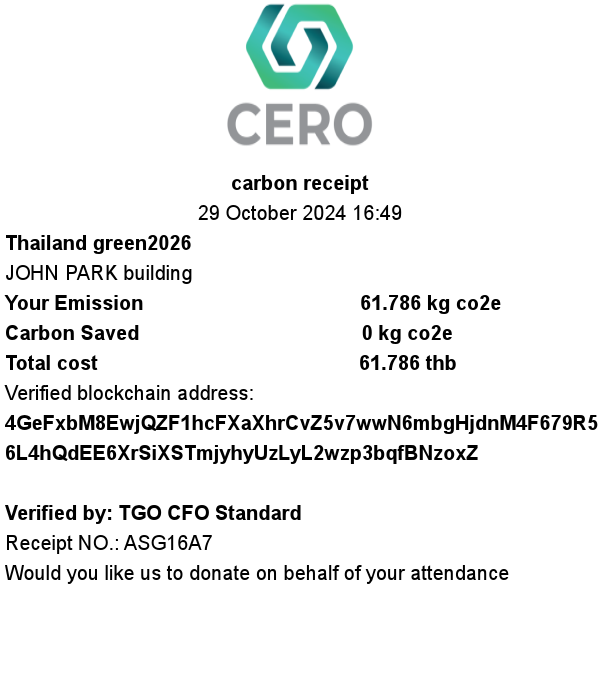 CERO
carbon receipt
29 October 2024 16:49
Thailand green2026
JOHN PARK building
Your Emission 61.786 kg co2e
Carbon Saved 0 kg co2e
Total cost 61.786 thb
Verified blockchain address:
4GeFxbM8EwjQZF1hcFXaXhrCvZ5v7wwN6mbgHjdnM4F679R5
6L4hQdEE6XrSiXSTmjyhyUzLyL2wzp3bqfBNzoxZ
Verified by: TGO CFO Standard
Receipt NO.: ASG16A7
Would you like us to donate on behalf of your attendance